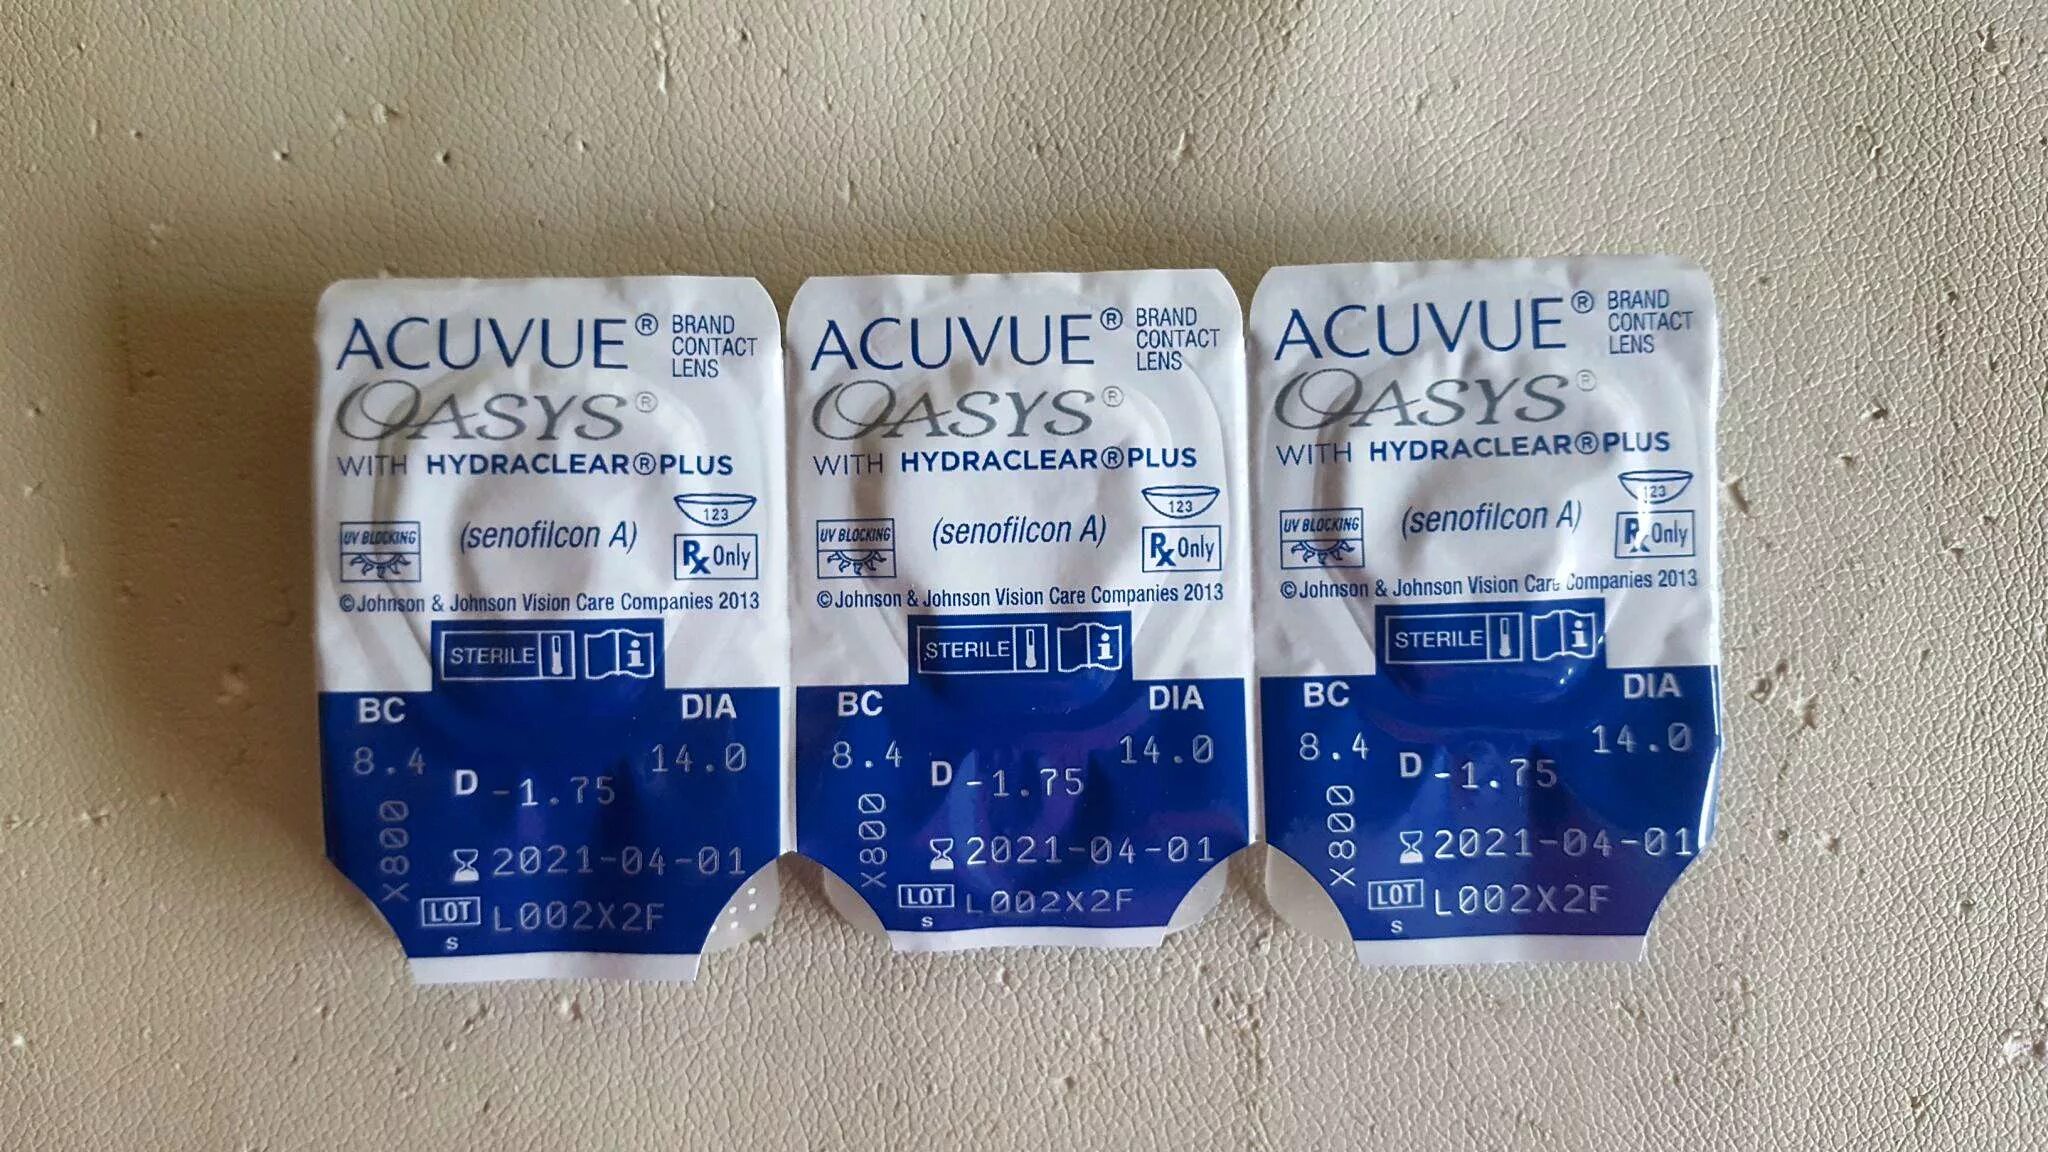 ACUVUE® BRAND CONTACT LENS
OASYS®
WITH HYDRACLEAR®PLUS
123
UV BLOCKING
(senofilcon A)
Rx Only
©Johnson & Johnson Vision Care Companies 2013
STERILE i
BC DIA
8.4 14.0
D -1.75
X800
2021-04-01
LOT L002X2F
s
ACUVUE® BRAND CONTACT LENS
OASYS®
WITH HYDRACLEAR®PLUS
123
UV BLOCKING
(senofilcon A)
Rx Only
©Johnson & Johnson Vision Care Companies 2013
STERILE i
BC DIA
8.4 14.0
D -1.75
X800
2021-04-01
LOT L002X2F
s
ACUVUE® BRAND CONTACT LENS
OASYS®
WITH HYDRACLEAR®PLUS
123
UV BLOCKING
(senofilcon A)
Rx Only
©Johnson & Johnson Vision Care Companies 2013
STERILE i
BC DIA
8.4 14.0
D -1.75
X800
2021-04-01
LOT L002X2F
s